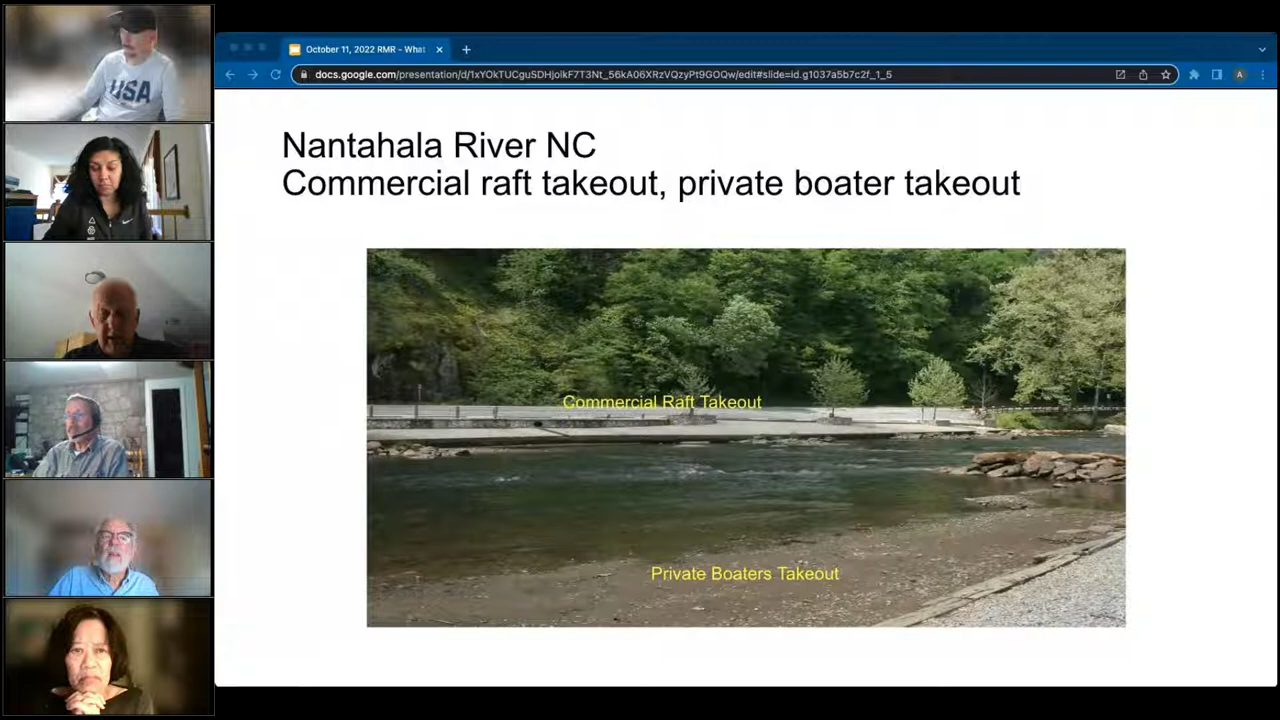 USA
October 11, 2022 RMR - What
docs.google.com/presentation/d/1xYOkTUCguSDHjoIkF7T3Nt_56kA06XRzVQzyPt9GOQw/edit#slide=id.g1037a5b7c2f_1_5
A
Nantahala River NC
Commercial raft takeout, private boater takeout
Commercial Raft Takeout
Private Boaters Takeout